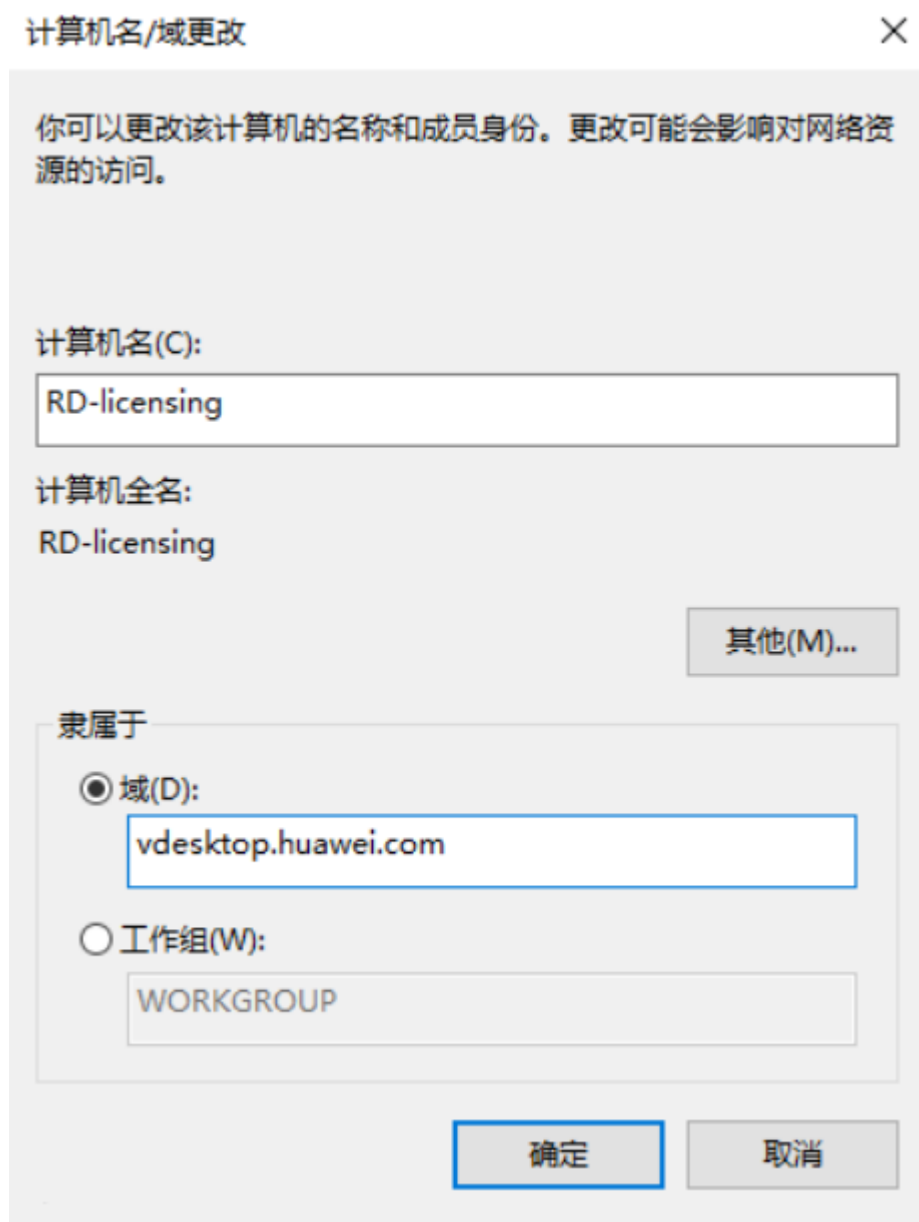 计算机名/域更改
你可以更改该计算机的名称和成员身份。更改可能会影响对网络资
源的访问。
计算机名(C):
RD-licensing
计算机全名:
RD-licensing
其他(M)...
隶属于
域(D):
vdesktop.huawei.com
工作组(W):
WORKGROUP
确定
取消